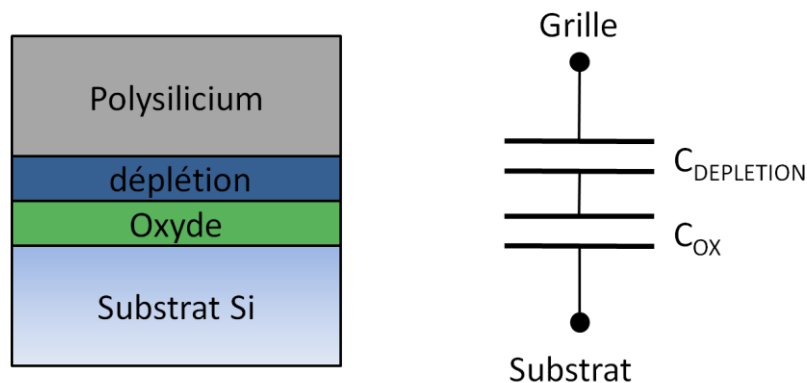 Polysilicium
déplétion
Oxyde
Substrat Si
Grille
C_DEPLETION
C_OX
Substrat